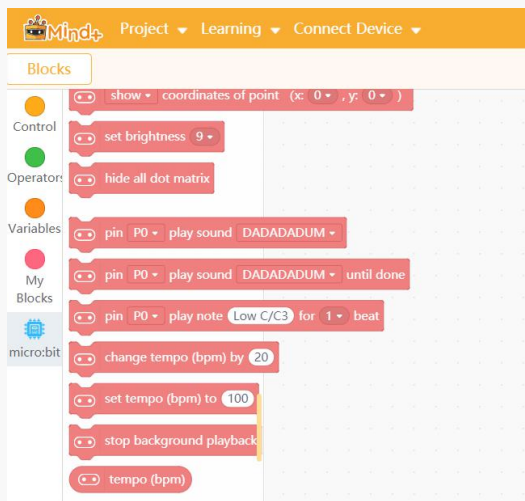 Mind+ Project Learning Connect Device
Blocks
Control
Operators
Variables
My
Blocks
micro:bit
show coordinates of point (x: 0 , y: 0 )
set brightness 9
hide all dot matrix
pin P0 play sound DADADADUM
pin P0 play sound DADADADUM until done
pin P0 play note Low C/C3 for 1 beat
change tempo (bpm) by 20
set tempo (bpm) to 100
stop background playback
tempo (bpm)